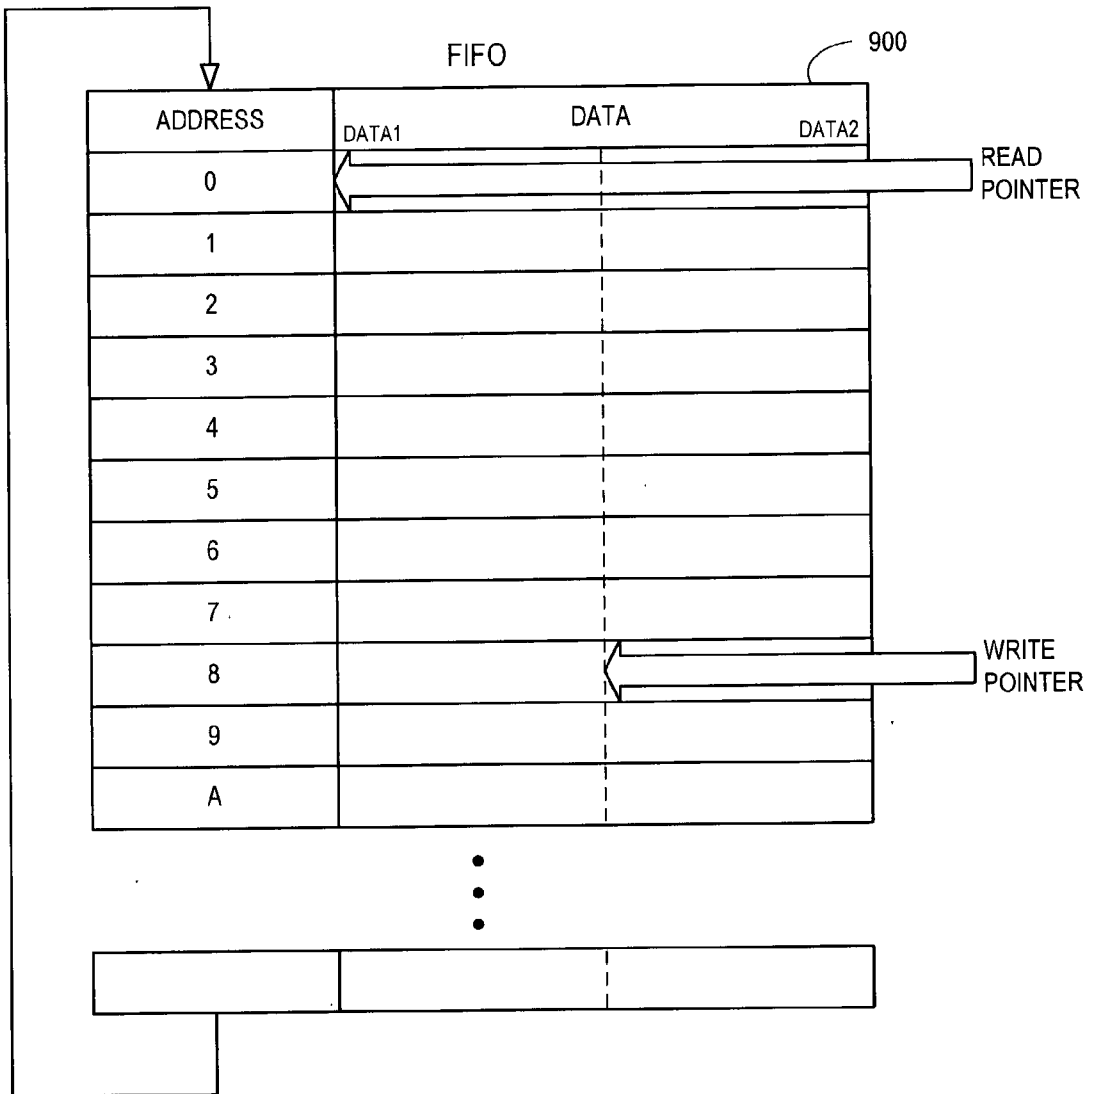 FIFO
900
ADDRESS
DATA
DATA1
DATA2
0
READ
POINTER
1
2
3
4
5
6
7
8
WRITE
POINTER
9
A